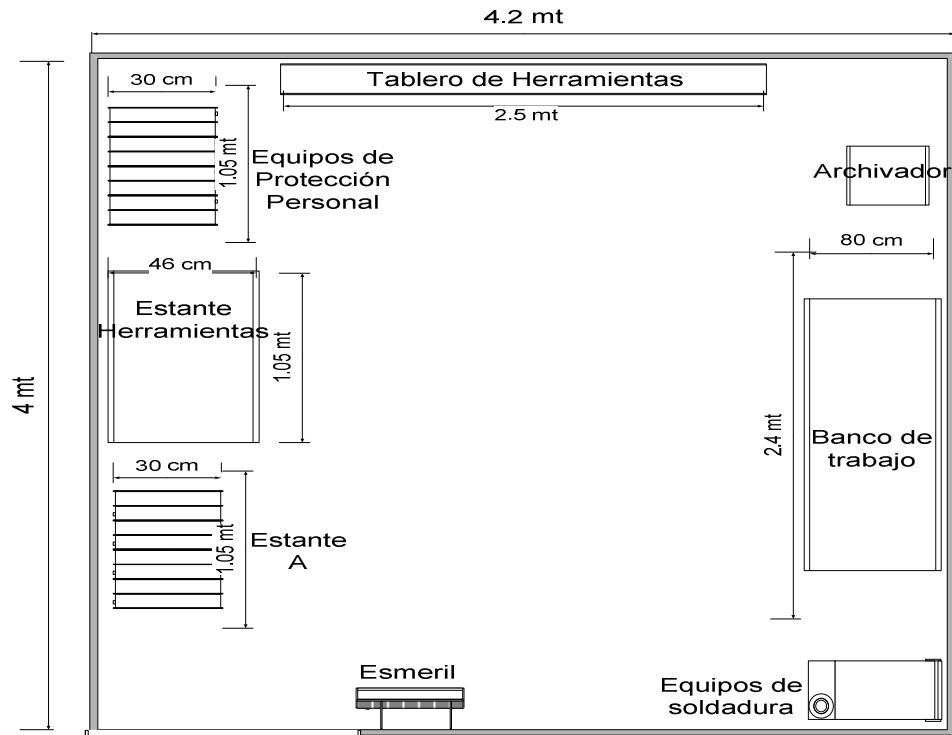 4.2 mt
30 cm
Tablero de Herramientas
2.5 mt
1.05 mt
Equipos de
Protección
Personal
Archivador
4 mt
46 cm
Estante
Herramientas
1.05 mt
80 cm
2.4 mt
Banco de
trabajo
30 cm
1.05 mt
Estante
A
Esmeril
Equipos de
soldadura